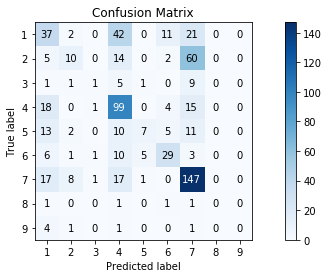 Confusion Matrix
1 37 2 0 42 0 11 21 0 0
2 5 10 0 14 0 2 60 0 0
3 1 1 1 5 1 0 9 0 0
4 18 0 1 99 0 4 15 0 0
5 13 2 0 10 7 5 11 0 0
6 6 1 1 10 5 29 3 0 0
7 17 8 1 17 1 0 147 0 0
8 1 0 0 1 0 1 1 0 0
9 4 1 0 0 0 0 1 0 0
1 2 3 4 5 6 7 8 9
Predicted label
True label
140
120
100
80
60
40
20
0